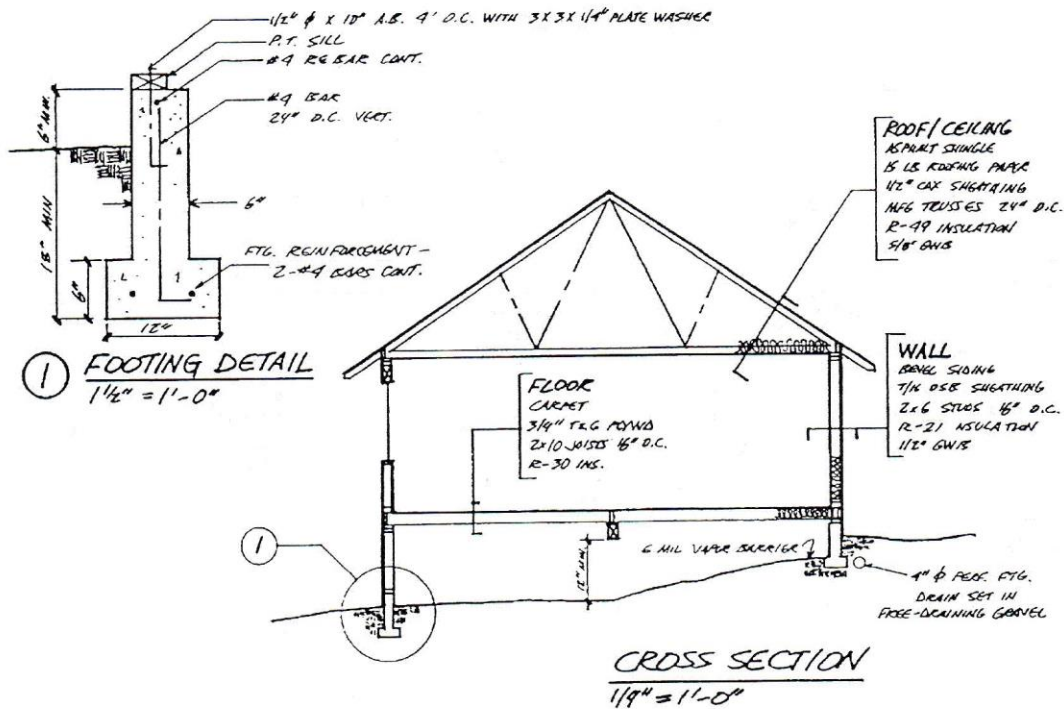 1/2" ϕ X 10" A.B. 4' O.C. WITH 3X3X1/4" PLATE WASHER
P.T. SILL
#4 REBAR CONT.
#4 BAR
24" O.C. VERT.
6" MIN.
18" MIN
6"
6"
FTG. REINFORCEMENT -
2-#4 BARS CONT.
12"
1 FOOTING DETAIL
1 1/2" = 1'-0"
ROOF/CEILING
ASPHALT SHINGLE
15 LB ROOFING PAPER
1/2" CDX SHEATHING
MFG TRUSSES 24" O.C.
R-49 INSULATION
5/8" GWB
WALL
BEVEL SIDING
7/16 OSB SHEATHING
2x6 STUDS 16" O.C.
R-21 INSULATION
1/2" GWB
FLOOR
CARPET
3/4" T&G PLYWD
2x10 JOISTS 16" O.C.
R-30 INS.
1
12" MIN.
6 MIL VAPOR BARRIER
4" ϕ PERF. FTG.
DRAIN SET IN
FREE-DRAINING GRAVEL
CROSS SECTION
1/4" = 1'-0"